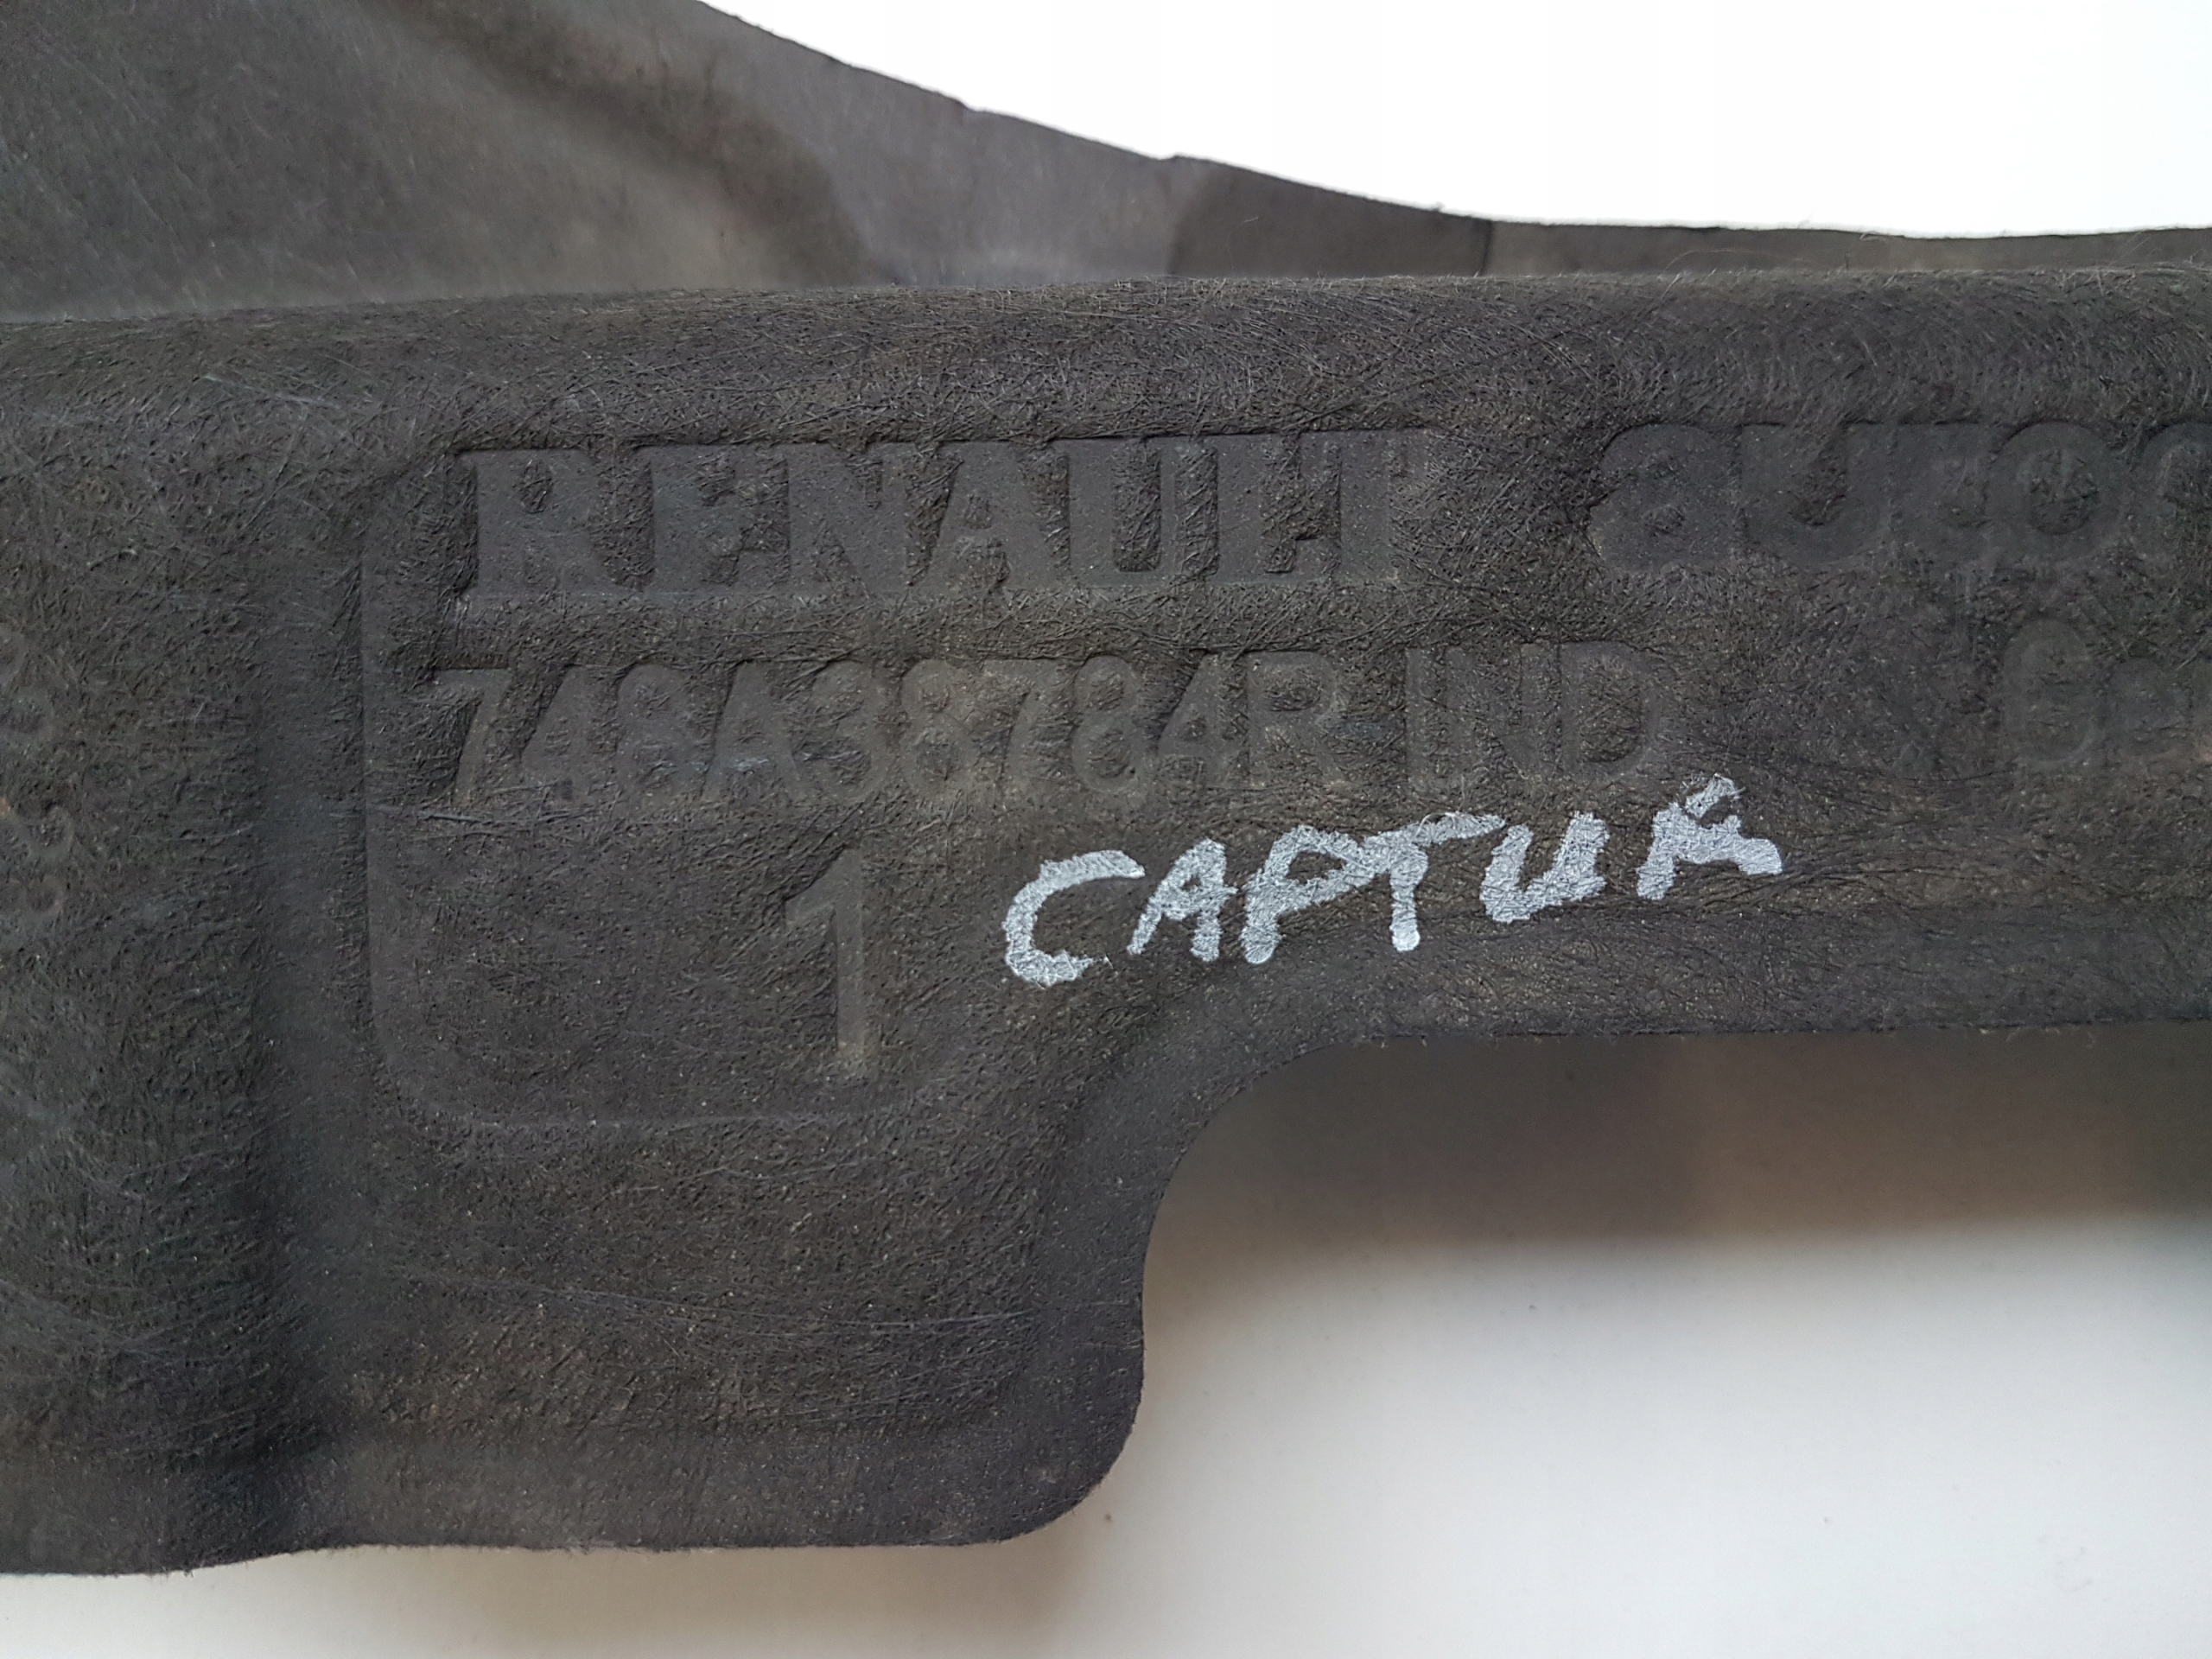 RENAULT
748A38784R IND
1
CAPTUR